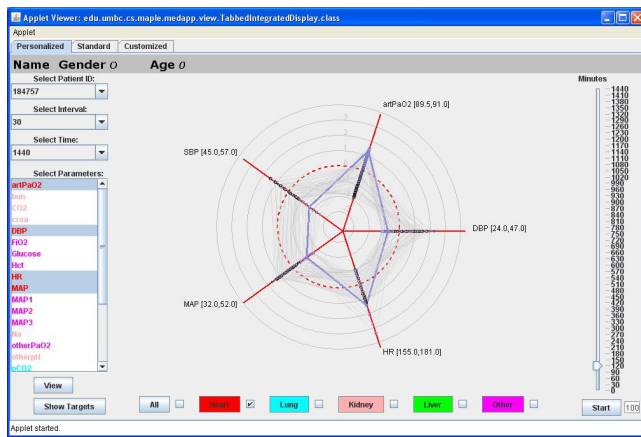 Applet Viewer: edu.umbc.cs.maple.medapp.view.TabbedIntegratedDisplay.class
Applet
Personalized Standard Customized
Name Gender O Age 0
Select Patient ID:
184757
Select Interval:
30
Select Time:
1440
Select Parameters:
artPaO2
bun
CO2
crea
DBP
FiO2
Glucose
Hct
HR
MAP
MAP1
MAP2
MAP3
Na
otherPaO2
otherpH
pCO2
View
Show Targets
artPaO2 [89.5,91.0]
SBP [45.0,57.0]
DBP [24.0,47.0]
MAP [32.0,52.0]
HR [155.0,181.0]
3
2
1
0
Minutes
1440
1410
1380
1350
1320
1290
1260
1230
1200
1170
1140
1110
1080
1050
1020
990
960
930
900
870
840
810
780
750
720
690
660
630
600
570
540
510
480
450
420
390
360
330
300
270
240
210
180
150
120
90
60
30
0
All Heart Lung Kidney Liver Other
Start 100
Applet started.